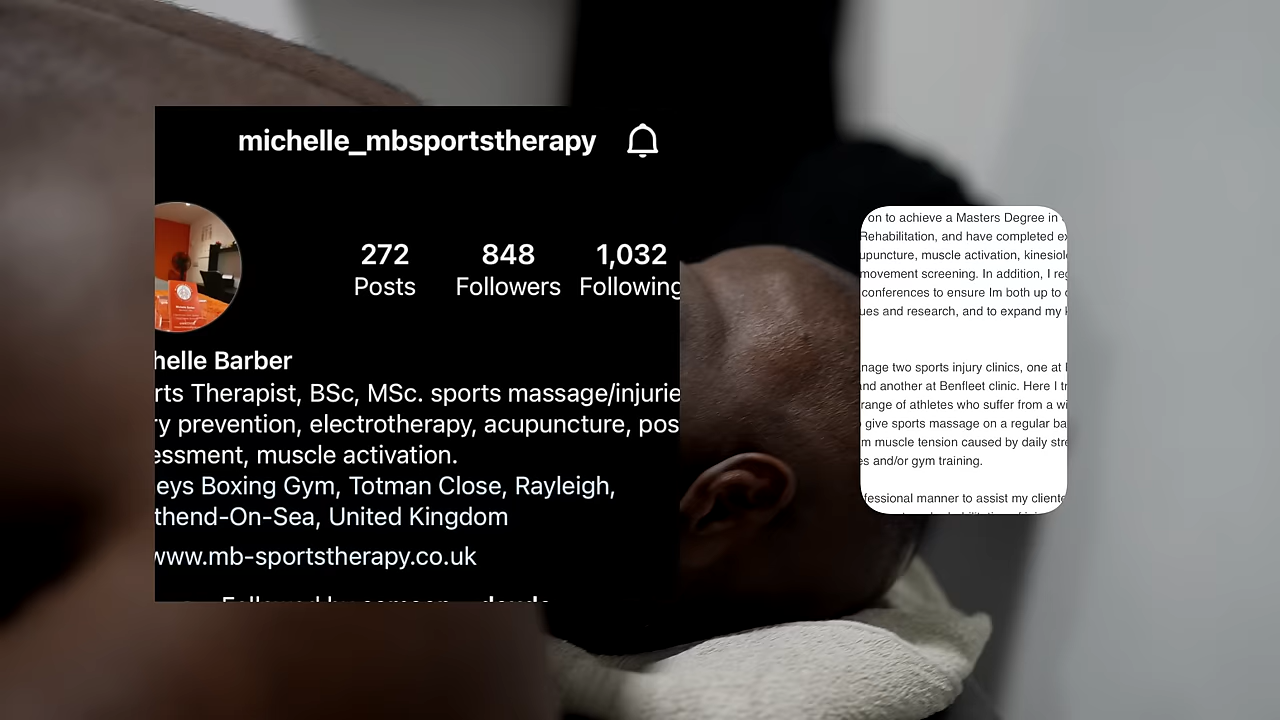 michelle_mbsportstherapy
272
848
1,032
Posts
Followers
Following
helle Barber
rts Therapist, BSc, MSc. sports massage/injurie
ry prevention, electrotherapy, acupuncture, pos
essment, muscle activation.
eys Boxing Gym, Totman Close, Rayleigh,
thend-On-Sea, United Kingdom
www.mb-sportstherapy.co.uk
Followed by
on to achieve a Masters Degree in
Rehabilitation, and have completed ex
upuncture, muscle activation, kinesiol
movement screening. In addition, I reg
conferences to ensure Im both up to
ues and research, and to expand my
nage two sports injury clinics, one at
and another at Benfleet clinic. Here I tr
range of athletes who suffer from a wi
give sports massage on a regular ba
m muscle tension caused by daily stre
es and/or gym training.
fessional manner to assist my cliente